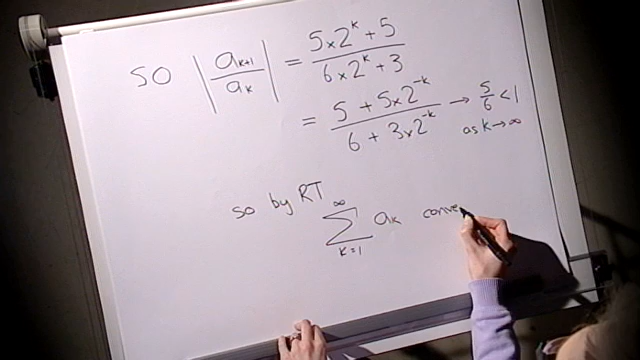 SO |a_{k+1}/a_k| = (5×2^k + 5)/(6×2^k + 3)
= (5 + 5×2^{-k})/(6 + 3×2^{-k}) → 5/6 < 1
as k → ∞
so by RT
∑_{k=1}^{∞} a_k conve